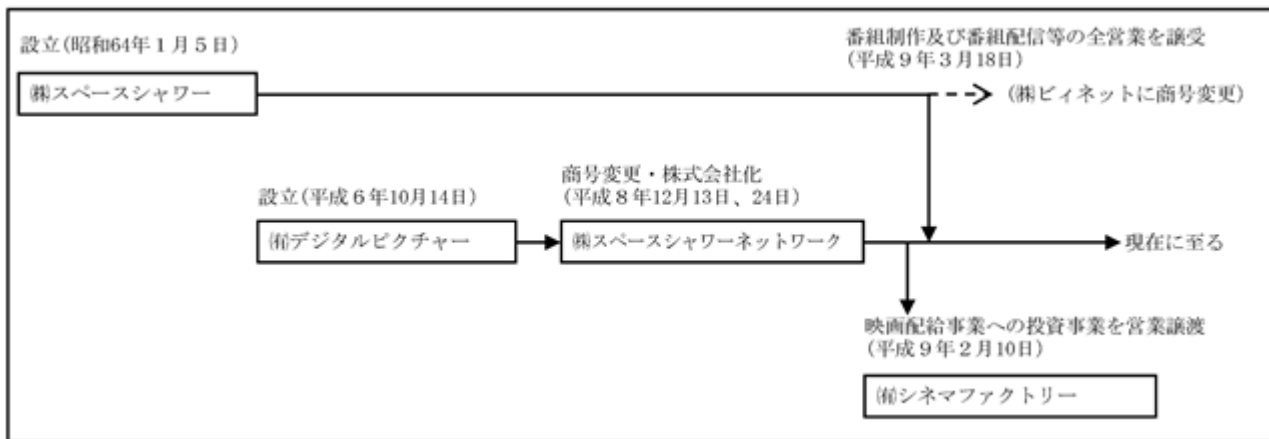 設立(昭和64年1月5日)
㈱スペースシャワー
番組制作及び番組配信等の全営業を譲受
(平成9年3月18日)
(㈱ビィネットに商号変更)
設立(平成6年10月14日)
㈲デジタルピクチャー
商号変更・株式会社化
(平成8年12月13日、24日)
㈱スペースシャワーネットワーク
現在に至る
映画配給事業への投資事業を営業譲渡
(平成9年2月10日)
㈲シネマファクトリー